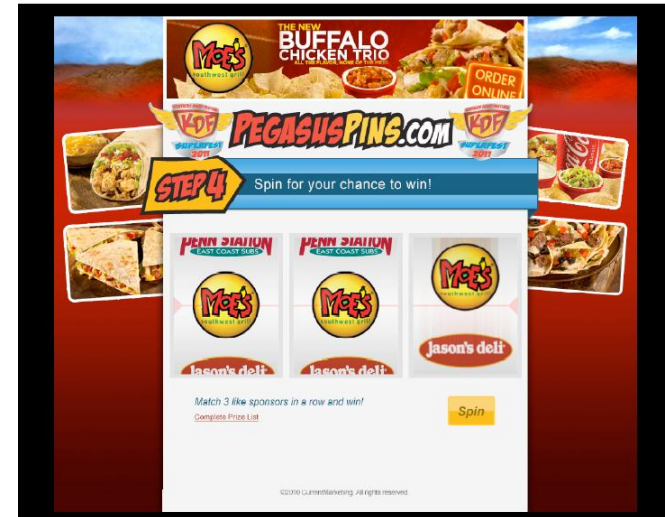 MOE'S
southwest grill
THE NEW
BUFFALO
CHICKEN TRIO
ALL THE FLAVOR, NONE OF THE MESS
ORDER
ONLINE
KDF
SUPERFEST
2011
PEGASUSPINS.COM
KDF
SUPERFEST
2011
STEP 4
Spin for your chance to win!
PENN STATION
EAST COAST SUBS
PENN STATION
EAST COAST SUBS
MOE'S
southwest grill
MOE'S
southwest grill
MOE'S
southwest grill
Jason's deli
Jason's deli
Jason's deli
Match 3 like sponsors in a row and win!
Complete Prize List
Spin
©2010 CurrentMarketing. All rights reserved.